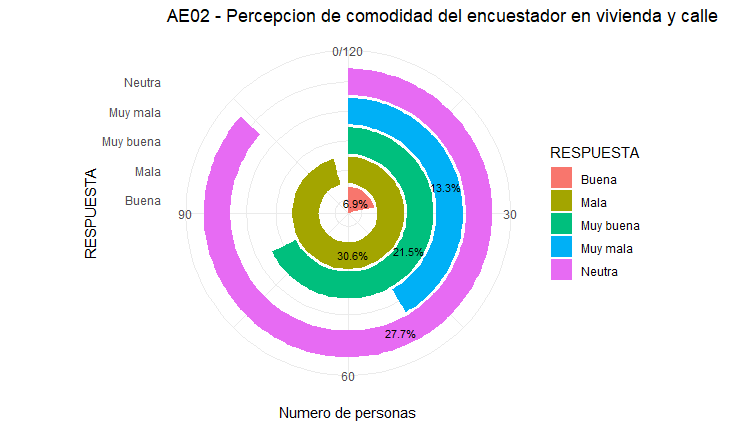 AE02 - Percepcion de comodidad del encuestador en vivienda y calle
0/120
Neutra
Muy mala
Muy buena
Mala
Buena
RESPUESTA
90
30
60
6.9%
13.3%
21.5%
30.6%
27.7%
Numero de personas
RESPUESTA
Buena
Mala
Muy buena
Muy mala
Neutra